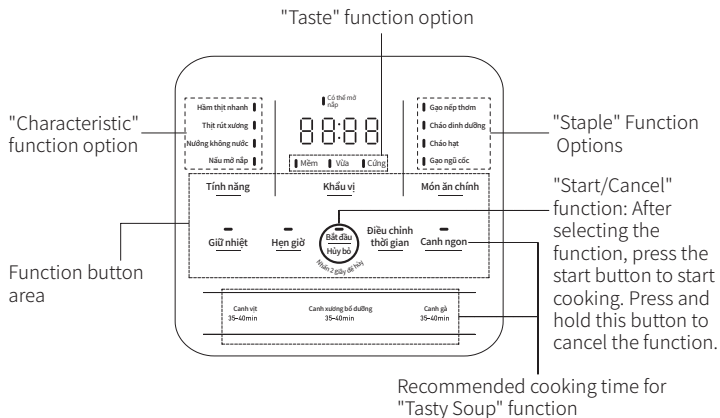 "Taste" function option
"Characteristic"
function option
Hầm thịt nhanh
Thịt rút xương
Nướng không nước
Nấu mở nắp
Có thể mở
nắp
88:88
Mềm
Vừa
Cứng
Gạo nếp thơm
Cháo dinh dưỡng
Cháo hạt
Gạo ngũ cốc
"Staple" Function
Options
Tính năng
Khẩu vị
Món ăn chính
Giữ nhiệt
Hẹn giờ
Bắt đầu
Hủy bỏ
Nhấn 2 giây để hủy
Điều chỉnh
thời gian
Canh ngon
"Start/Cancel"
function: After
selecting the
function, press the
start button to start
cooking. Press and
hold this button to
cancel the function.
Function button
area
Canh vịt
35-40min
Canh xương bổ dưỡng
35-40min
Canh gà
35-40min
Recommended cooking time for
"Tasty Soup" function